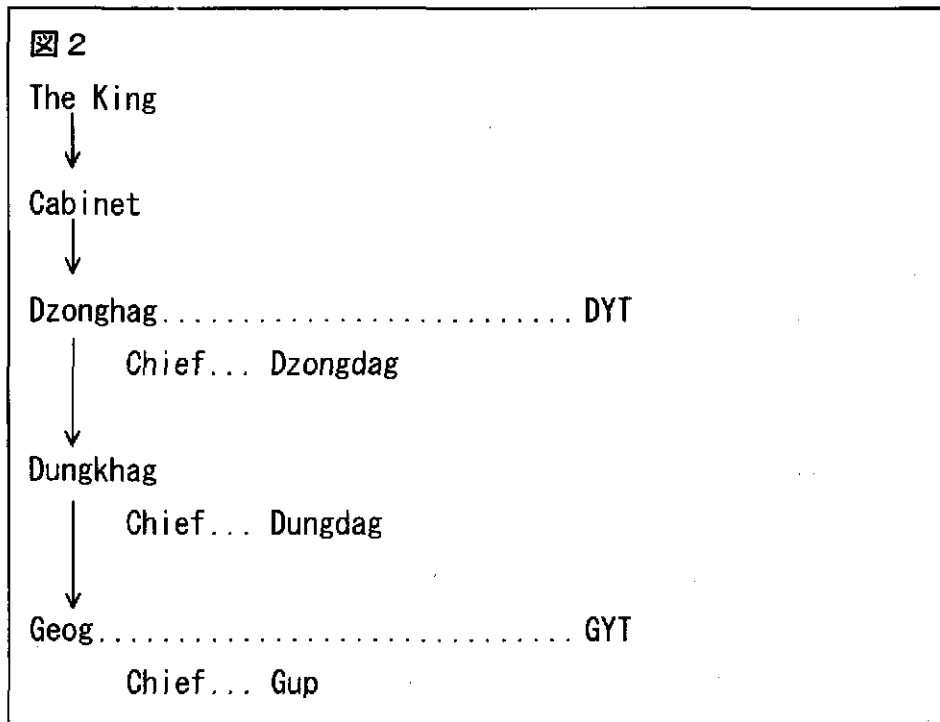 図2
The King
Cabinet
Dzonghag.......................... DYT
Chief... Dzongdag
Dungkhag
Chief... Dungdag
Geog.............................. GYT
Chief... Gup